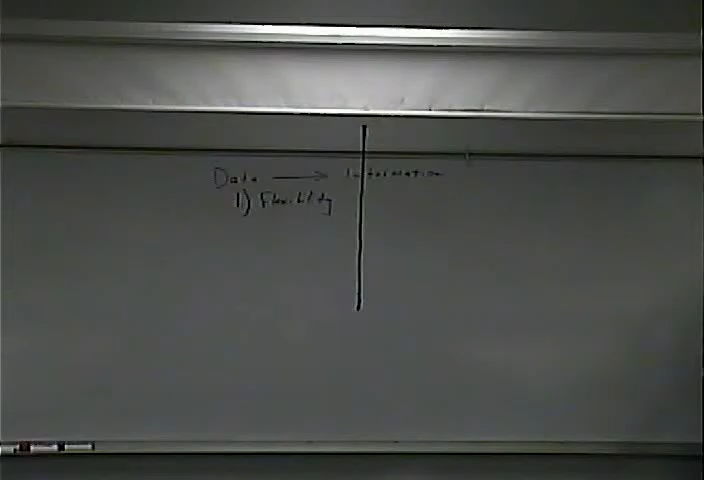 Data → Information
1) Flexibility